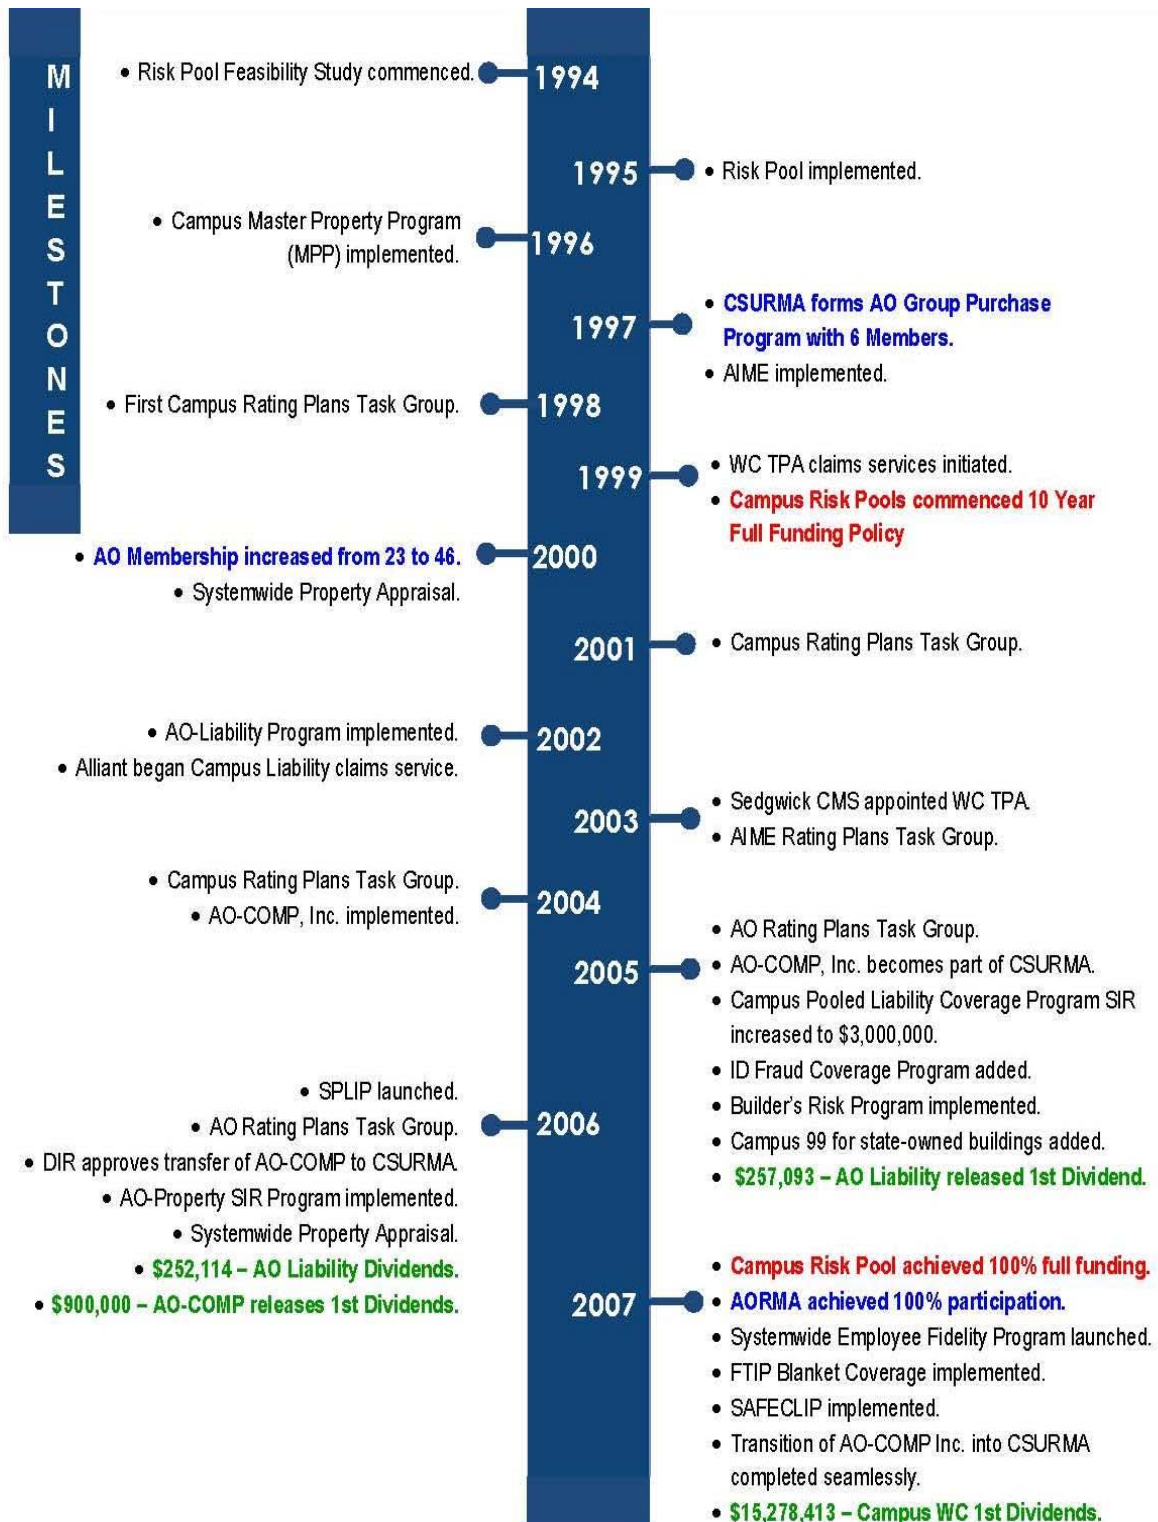 MILESTONES
• Risk Pool Feasibility Study commenced.
1994
1995
• Risk Pool implemented.
• Campus Master Property Program
(MPP) implemented.
1996
1997
• CSURMA forms AO Group Purchase
Program with 6 Members.
• AIME implemented.
• First Campus Rating Plans Task Group.
1998
1999
• WC TPA claims services initiated.
• Campus Risk Pools commenced 10 Year
Full Funding Policy
• AO Membership increased from 23 to 46.
2000
• Systemwide Property Appraisal.
2001
• Campus Rating Plans Task Group.
• AO-Liability Program implemented.
2002
• Alliant began Campus Liability claims service.
2003
• Sedgwick CMS appointed WC TPA.
• AIME Rating Plans Task Group.
• Campus Rating Plans Task Group.
2004
• AO-COMP, Inc. implemented.
2005
• AO Rating Plans Task Group.
• AO-COMP, Inc. becomes part of CSURMA.
• Campus Pooled Liability Coverage Program SIR
increased to $3,000,000.
• ID Fraud Coverage Program added.
• Builder's Risk Program implemented.
• Campus 99 for state-owned buildings added.
• $257,093 – AO Liability released 1st Dividend.
• SPLIP launched.
• AO Rating Plans Task Group.
2006
• DIR approves transfer of AO-COMP to CSURMA.
• AO-Property SIR Program implemented.
• Systemwide Property Appraisal.
• $252,114 – AO Liability Dividends.
• $900,000 – AO-COMP releases 1st Dividends.
2007
• Campus Risk Pool achieved 100% full funding.
• AORMA achieved 100% participation.
• Systemwide Employee Fidelity Program launched.
• FTIP Blanket Coverage implemented.
• SAFECLIP implemented.
• Transition of AO-COMP Inc. into CSURMA
completed seamlessly.
• $15,278,413 – Campus WC 1st Dividends.